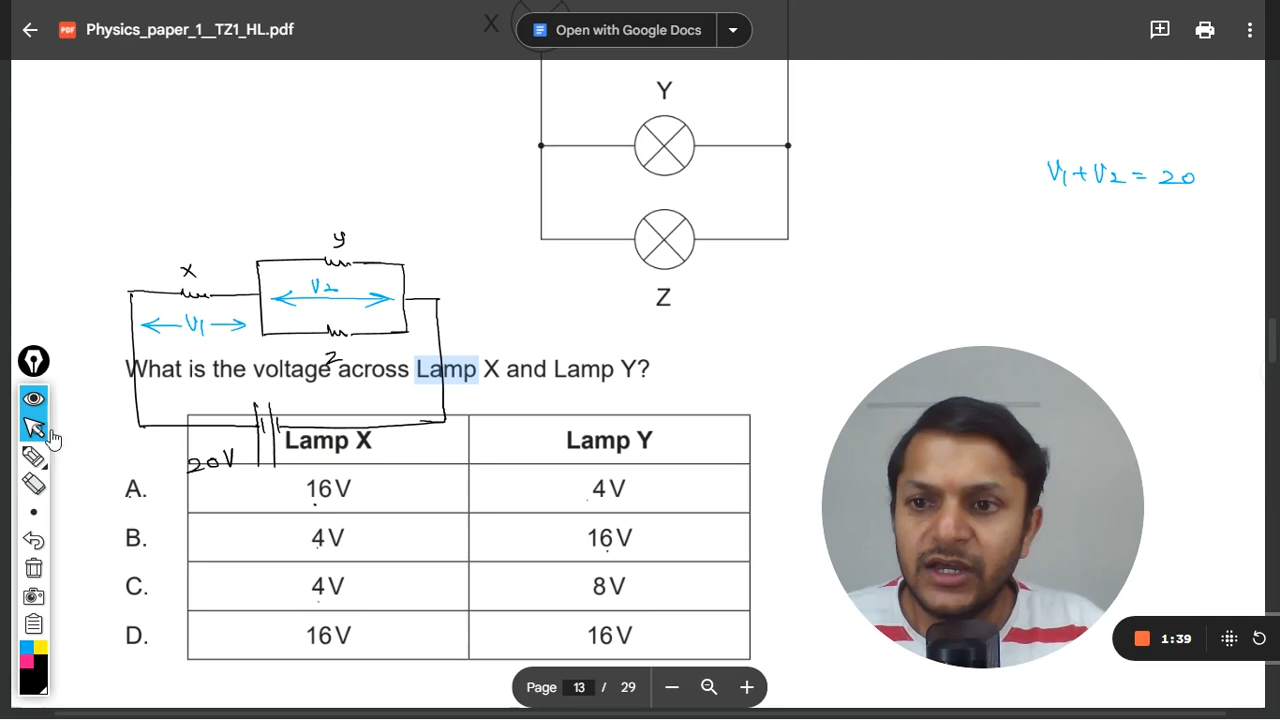 X
Physics_paper_1__TZ1_HL.pdf
Open with Google Docs
Y
V1 + V2 = 20
Z
y
x
V2
V1
z
What is the voltage across Lamp X and Lamp Y?
20V
Lamp X Lamp Y
A. 16 V 4 V
B. 4 V 16 V
C. 4 V 8 V
D. 16 V 16 V
1:39
Page 13 / 29